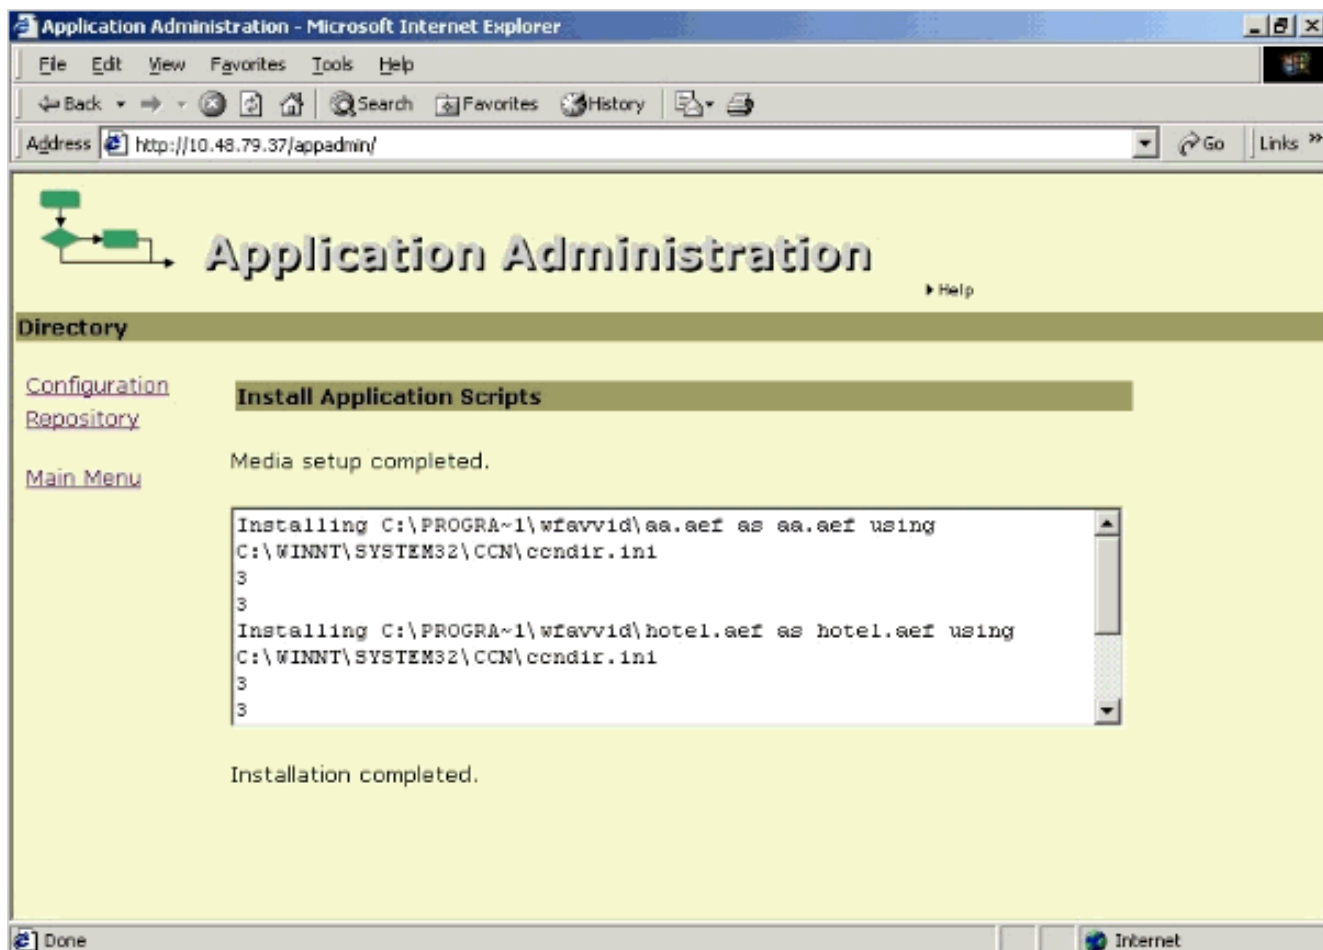 Application Administration - Microsoft Internet Explorer
File Edit View Favorites Tools Help
Back Search Favorites History
Address http://10.48.79.37/appadmin/ Go Links »
Application Administration
Help
Directory
Configuration
Repository
Main Menu
Install Application Scripts
Media setup completed.
Installing C:\PROGRA~1\wfavvid\aa.aef as aa.aef using
C:\WINNT\SYSTEM32\CCN\ccndir.ini
3
3
Installing C:\PROGRA~1\wfavvid\hotel.aef as hotel.aef using
C:\WINNT\SYSTEM32\CCN\ccndir.ini
3
3
Installation completed.
Done Internet